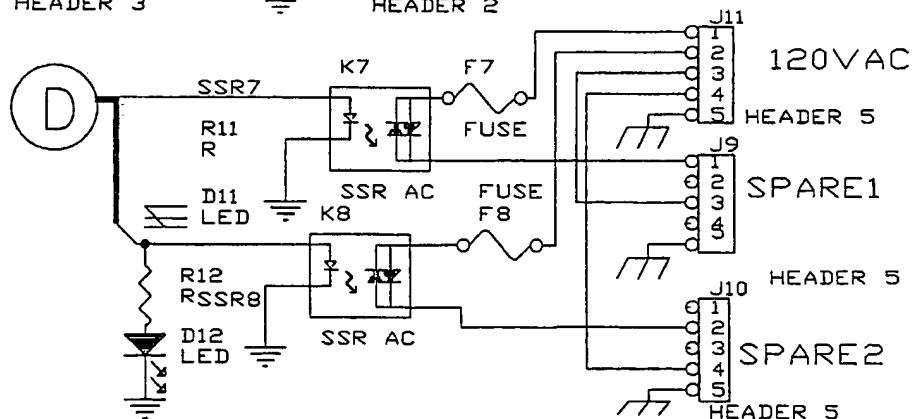 HEADER 3
HEADER 2
J11
1
2
3
4
5
120VAC
HEADER 5
D
SSR7
K7
F7
FUSE
R11
R
SSR AC
J9
1
2
3
4
5
SPARE1
HEADER 5
D11
LED
K8
FUSE
F8
R12
R
SSR8
SSR AC
D12
LED
J10
1
2
3
4
5
SPARE2
HEADER 5